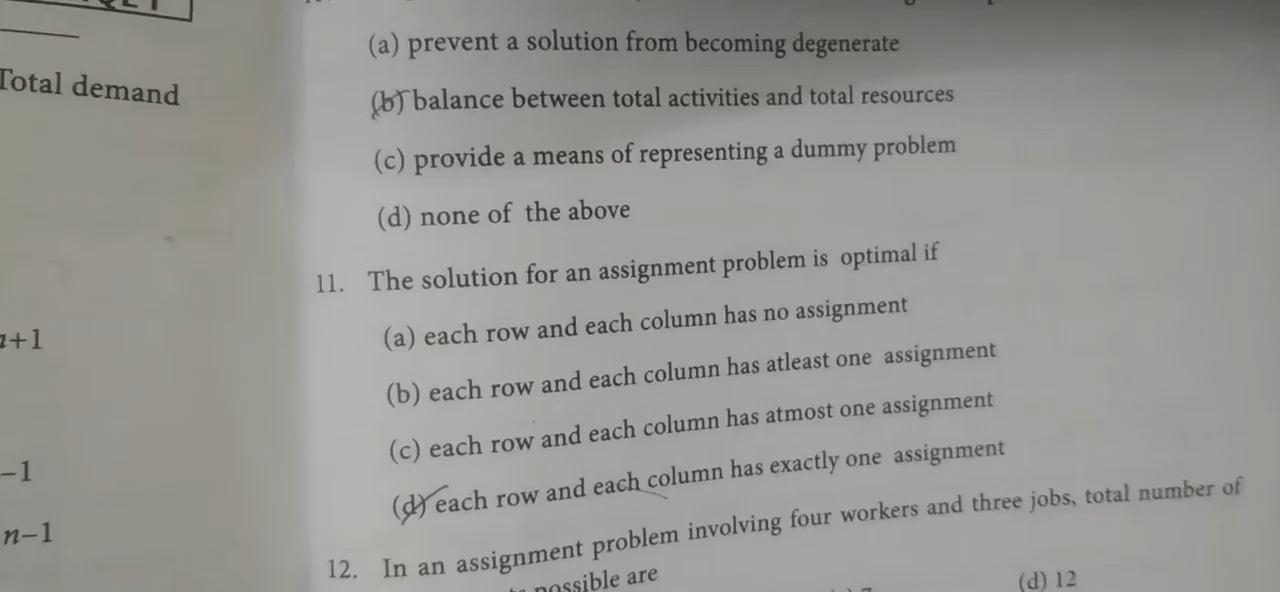 Total demand
+1
−1
n−1
(a) prevent a solution from becoming degenerate
(b) balance between total activities and total resources
(c) provide a means of representing a dummy problem
(d) none of the above
11. The solution for an assignment problem is optimal if
(a) each row and each column has no assignment
(b) each row and each column has atleast one assignment
(c) each row and each column has atmost one assignment
(d) each row and each column has exactly one assignment
12. In an assignment problem involving four workers and three jobs, total number of
possible are
(d) 12